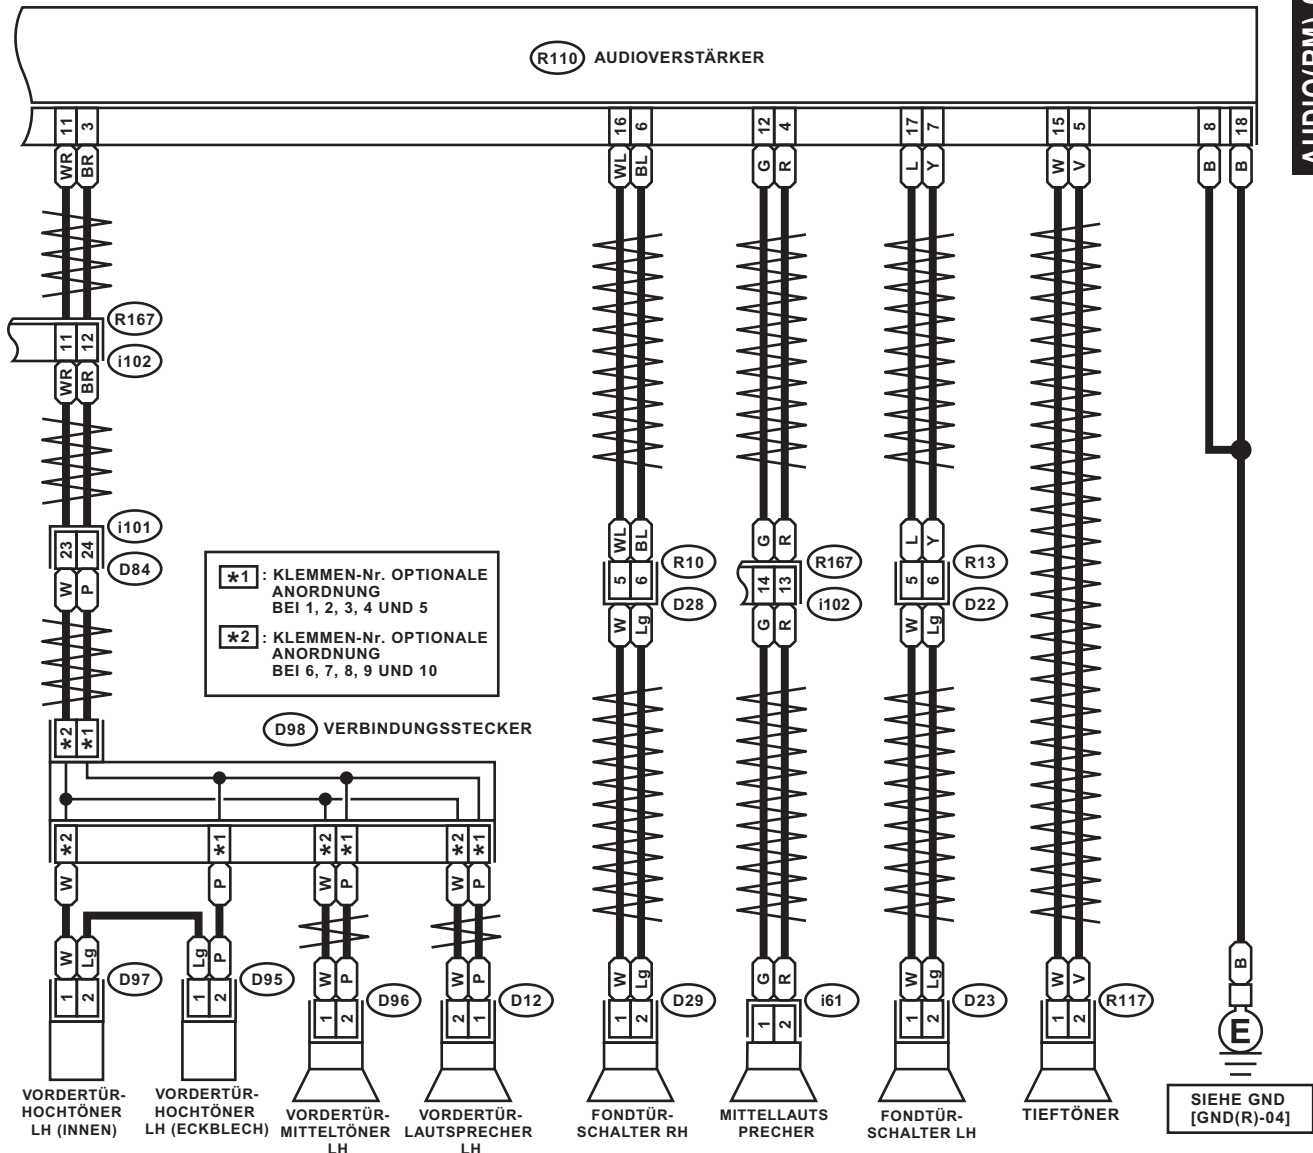 R110 AUDIOVERSTÄRKER
11 3 16 6 12 4 17 7 15 5 8 18
WR BR WL BL G R L Y W V B B
R167
11 12
i102
WR BR
i101
23 24
D84
W P
*1 : KLEMMEN-Nr. OPTIONALE
ANORDNUNG
BEI 1, 2, 3, 4 UND 5
*2 : KLEMMEN-Nr. OPTIONALE
ANORDNUNG
BEI 6, 7, 8, 9 UND 10
WL BL G R L Y
R10 R167 R13
5 6 14 13 5 6
D28 i102 D22
W Lg G R W Lg
D98 VERBINDUNGSSTECKER
*2 *1
*2 *1 *2 *1 *2 *1
W P W P W P
W Lg Lg P W P W P W Lg G R W Lg W V B
D97 D95 D96 D12 D29 i61 D23 R117
1 2 1 2 1 2 2 1 1 2 1 2 1 2 1 2
E
VORDERTÜR-
HOCHTÖNER
LH (INNEN)
VORDERTÜR-
HOCHTÖNER
LH (ECKBLECH)
VORDERTÜR-
MITTELTÖNER
LH
VORDERTÜR-
LAUTSPRECHER
LH
FONDTÜR-
SCHALTER RH
MITTELLAUTS
PRECHER
FONDTÜR-
SCHALTER LH
TIEFTÖNER
SIEHE GND
[GND(R)-04]